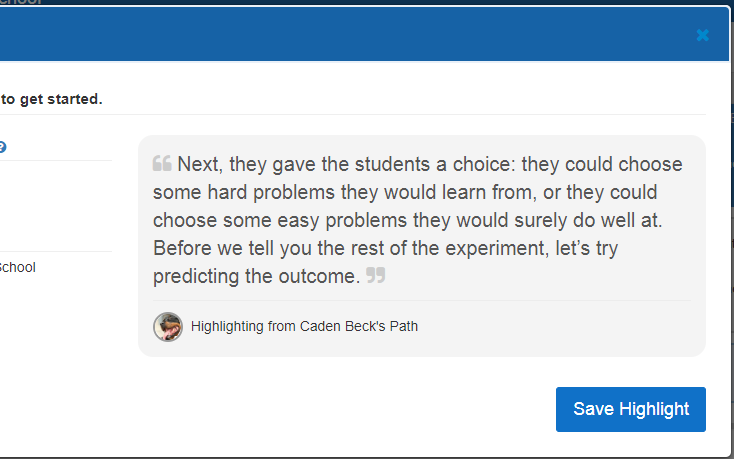 to get started.
Next, they gave the students a choice: they could choose
some hard problems they would learn from, or they could
choose some easy problems they would surely do well at.
Before we tell you the rest of the experiment, let’s try
predicting the outcome.
School
Highlighting from Caden Beck's Path
Save Highlight